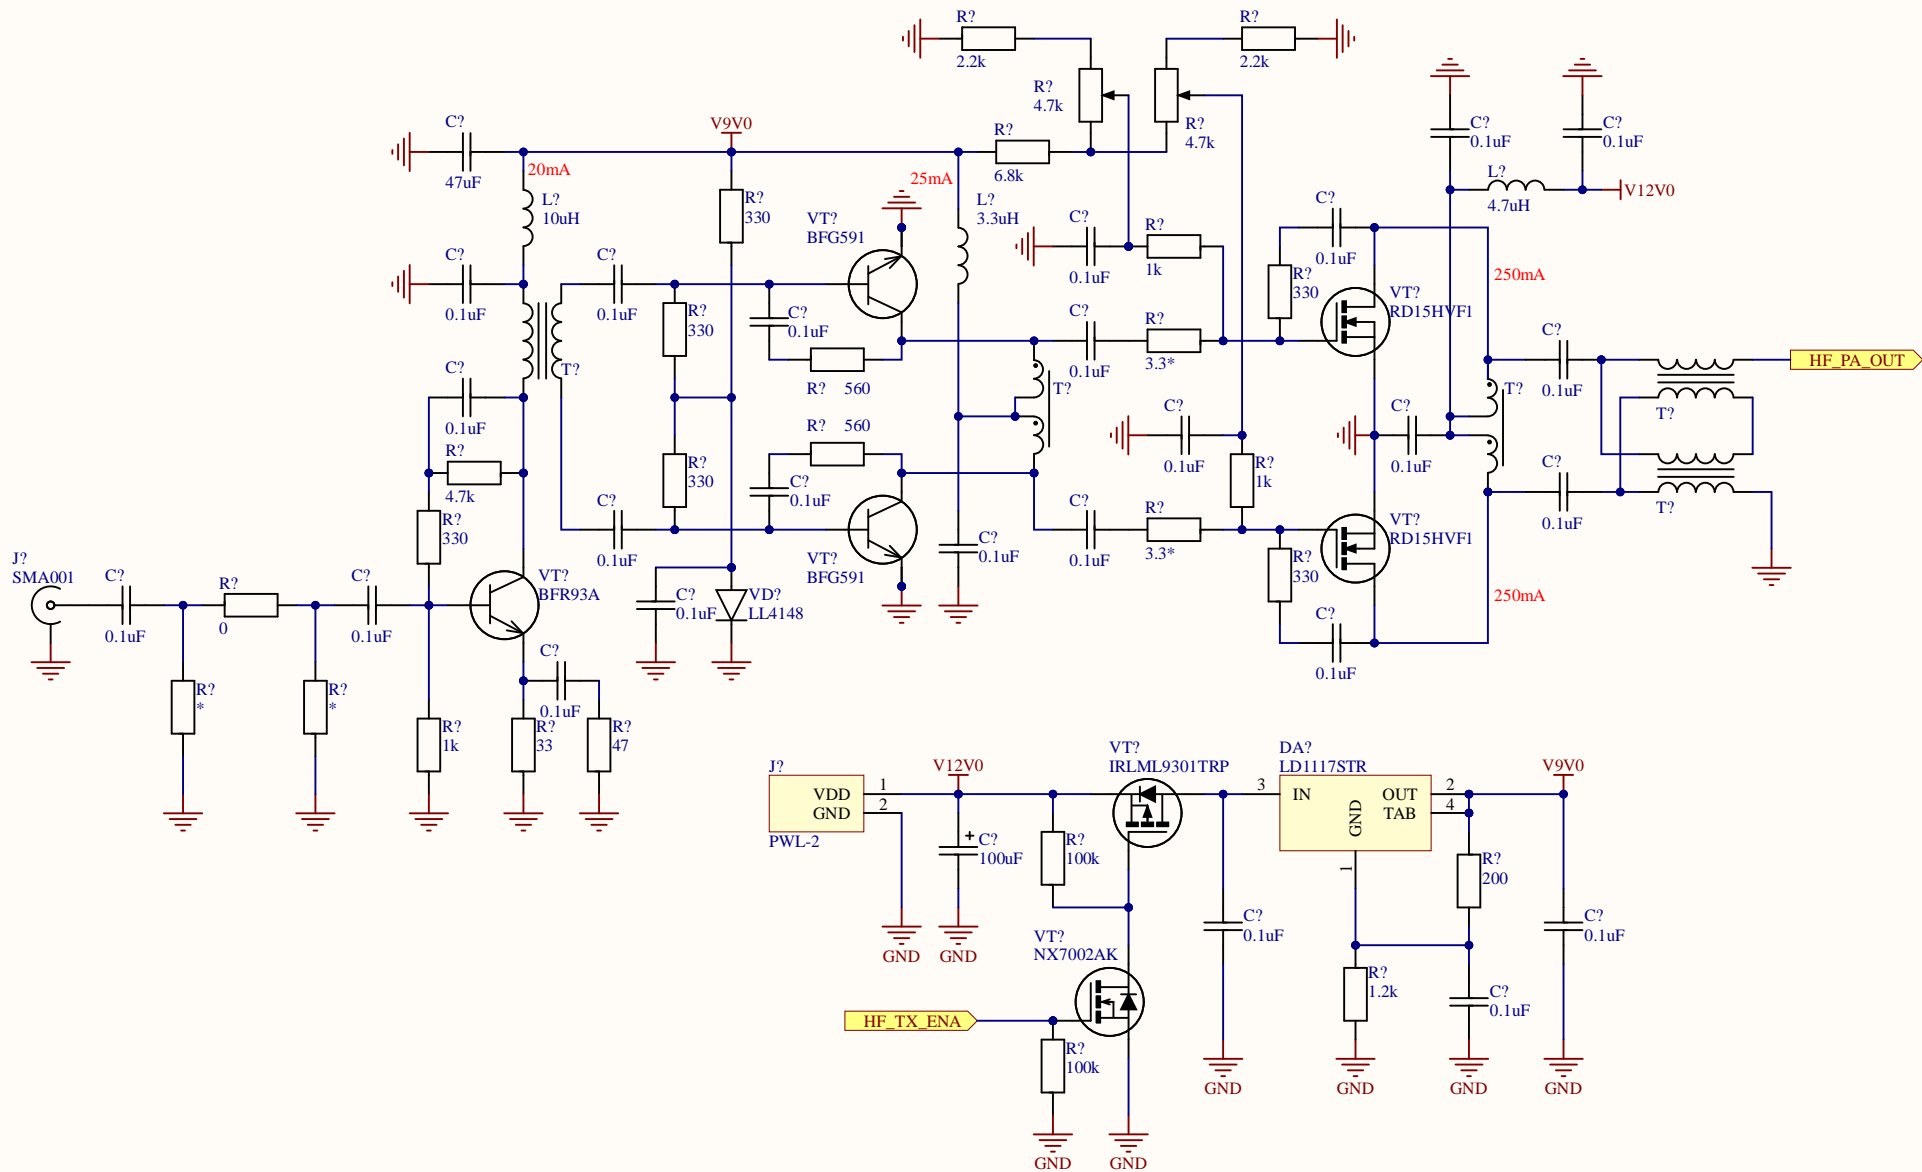 R?
2.2k
R?
2.2k
R?
4.7k
R?
4.7k
C?
47uF
V9V0
20mA
R?
6.8k
25mA
C?
0.1uF
C?
0.1uF
L?
10uH
R?
330
VT?
BFG591
L?
3.3uH
L?
4.7uH
V12V0
C?
0.1uF
R?
1k
C?
0.1uF
C?
0.1uF
C?
0.1uF
R?
330
250mA
VT?
RD15HVF1
R?
330
C?
0.1uF
T?
C?
0.1uF
R?
3.3*
R? 560
T?
C?
0.1uF
HF_PA_OUT
C?
0.1uF
R? 560
C?
0.1uF
C?
0.1uF
T?
T?
R?
4.7k
R?
330
C?
0.1uF
R?
1k
C?
0.1uF
T?
R?
330
C?
0.1uF
VT?
BFG591
C?
0.1uF
C?
0.1uF
R?
3.3*
VT?
RD15HVF1
R?
330
250mA
J?
SMA001
C?
0.1uF
R?
0
C?
0.1uF
VT?
BFR93A
C?
0.1uF
VD?
LL4148
C?
0.1uF
C?
0.1uF
R?
*
R?
*
R?
1k
R?
33
R?
47
J?
VDD
GND
1
2
PWL-2
V12V0
VT?
IRLML9301TRP
DA?
LD1117STR
3
IN
GND
OUT
TAB
2
4
1
V9V0
C?
100uF
R?
100k
R?
200
C?
0.1uF
C?
0.1uF
GND
GND
VT?
NX7002AK
R?
1.2k
C?
0.1uF
HF_TX_ENA
R?
100k
GND
GND
GND
GND
GND
GND